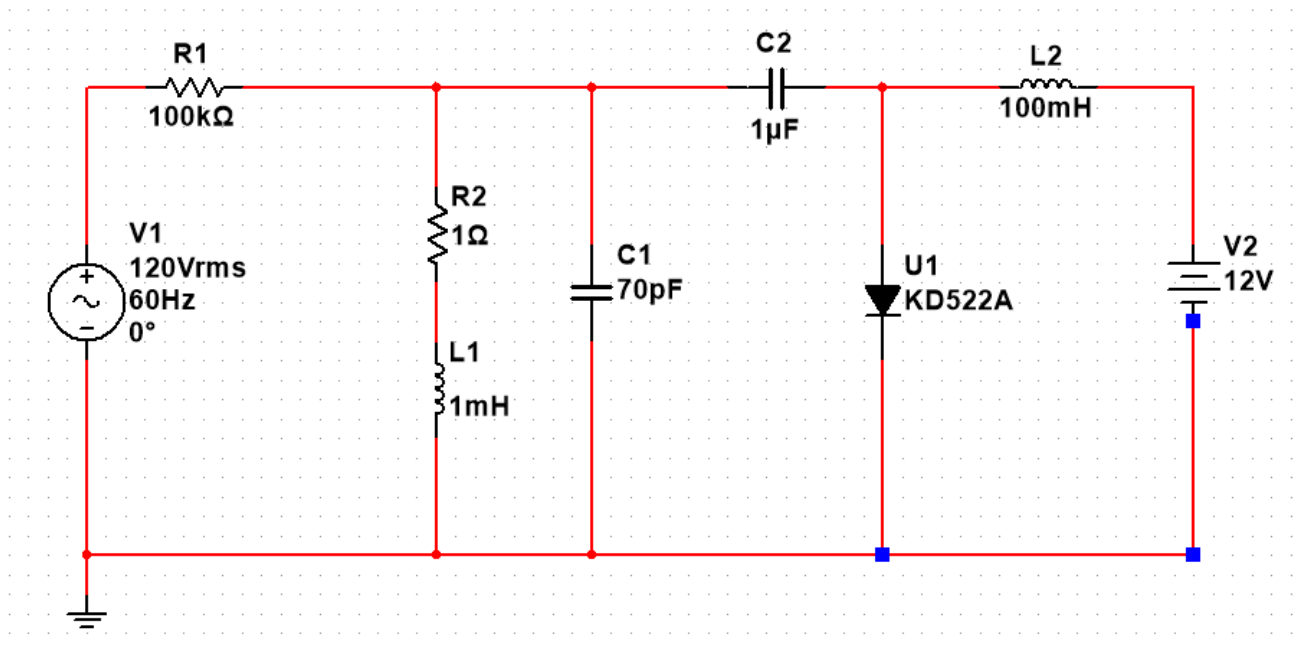 R1
100kΩ
C2
1µF
L2
100mH
R2
1Ω
V1
120Vrms
60Hz
0°
C1
70pF
U1
KD522A
V2
12V
L1
1mH